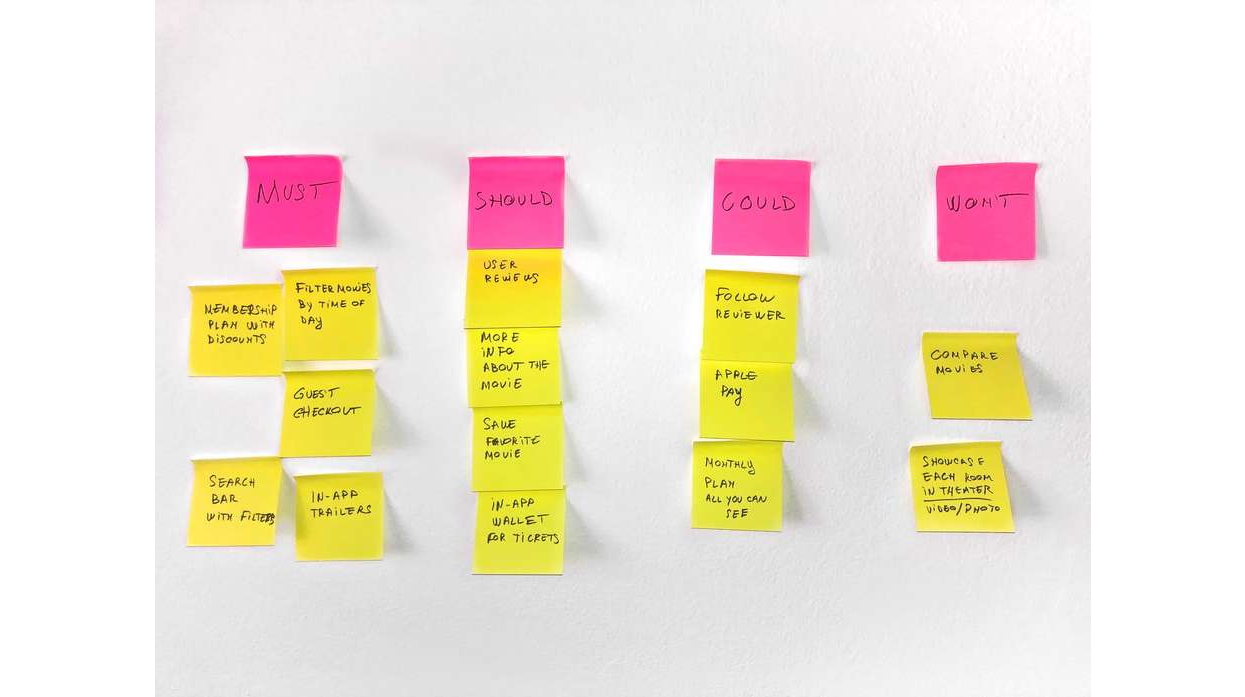 MUST
MEMBERSHIP
PLAN WITH
DISCOUNTS
FILTER MOVIES
BY TIME OF
DAY
GUEST
CHECKOUT
SEARCH
BAR
WITH FILTERS
IN-APP
TRAILERS
SHOULD
USER
REVIEWS
MORE
INFO
ABOUT THE
MOVIE
SAVE
FAVORITE
MOVIE
IN-APP
WALLET
FOR TICKETS
COULD
FOLLOW
REVIEWER
APPLE
PAY
MONTHLY
PLAN
ALL YOU CAN
SEE
WON'T
COMPARE
MOVIES
SHOWCASE
EACH ROOM
IN THEATER
VIDEO/PHOTO